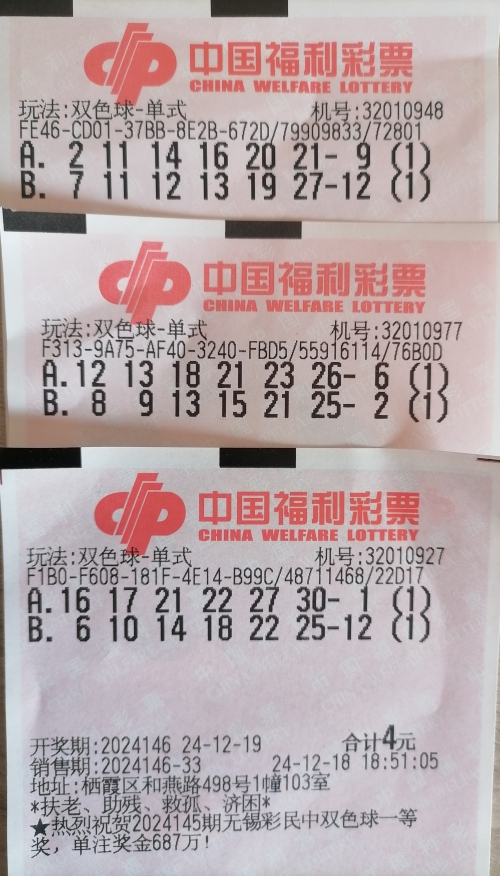 中国福利彩票
CHINA WELFARE LOTTERY
玩法:双色球-单式 机号:32010948
FE46-CD01-37BB-8E2B-672D/79909833/72801
A. 2 11 14 16 20 21- 9 (1)
B. 7 11 12 13 19 27-12 (1)
中国福利彩票
CHINA WELFARE LOTTERY
玩法:双色球-单式 机号:32010977
F313-9A75-AF40-3240-FBD5/55916114/76B0D
A.12 13 18 21 23 26- 6 (1)
B. 8 9 13 15 21 25- 2 (1)
中国福利彩票
CHINA WELFARE LOTTERY
玩法:双色球-单式 机号:32010927
F1B0-F60B-181F-4E14-B99C/48711468/22D17
A.16 17 21 22 27 30- 1 (1)
B. 6 10 14 18 22 25-12 (1)
开奖期:2024146 24-12-19 合计4元
销售期:2024146-33 24-12-18 18:51:05
地址:栖霞区和燕路498号1幢103室
*扶老、助残、救孤、济困*
★热烈祝贺2024145期无锡彩民中双色球一等
奖，单注奖金687万!